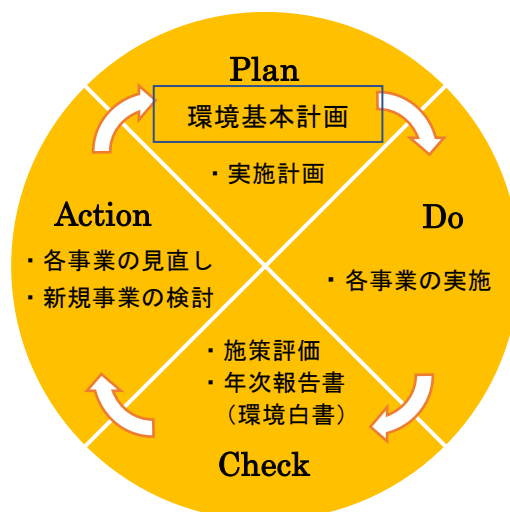 Plan
環境基本計画
・実施計画
Do
・各事業の実施
・施策評価
・年次報告書
（環境白書）
Check
Action
・各事業の見直し
・新規事業の検討